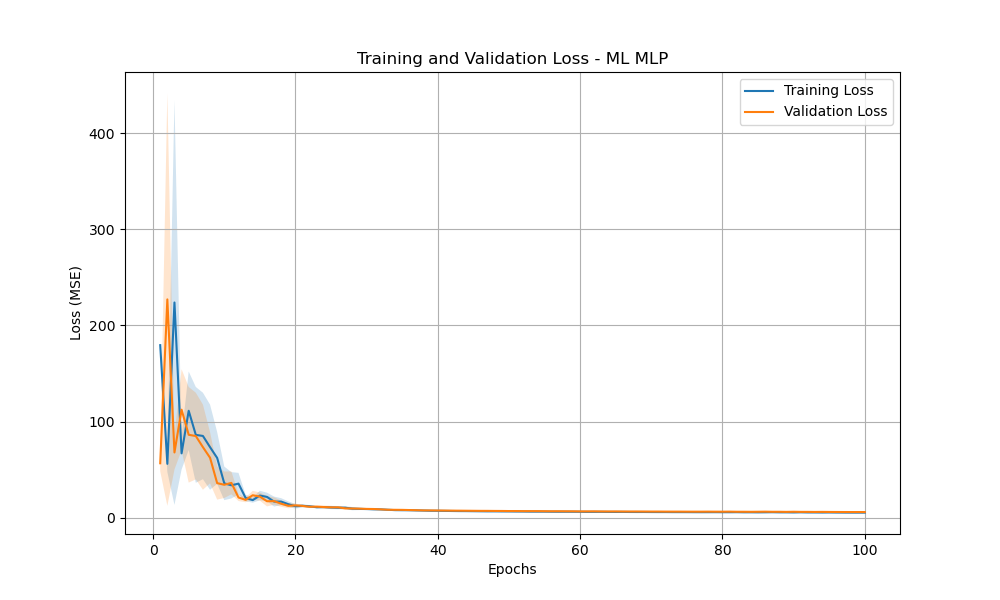 Training and Validation Loss - ML MLP
Training Loss
Validation Loss
400
300
200
100
0
Loss (MSE)
0
20
40
60
80
100
Epochs